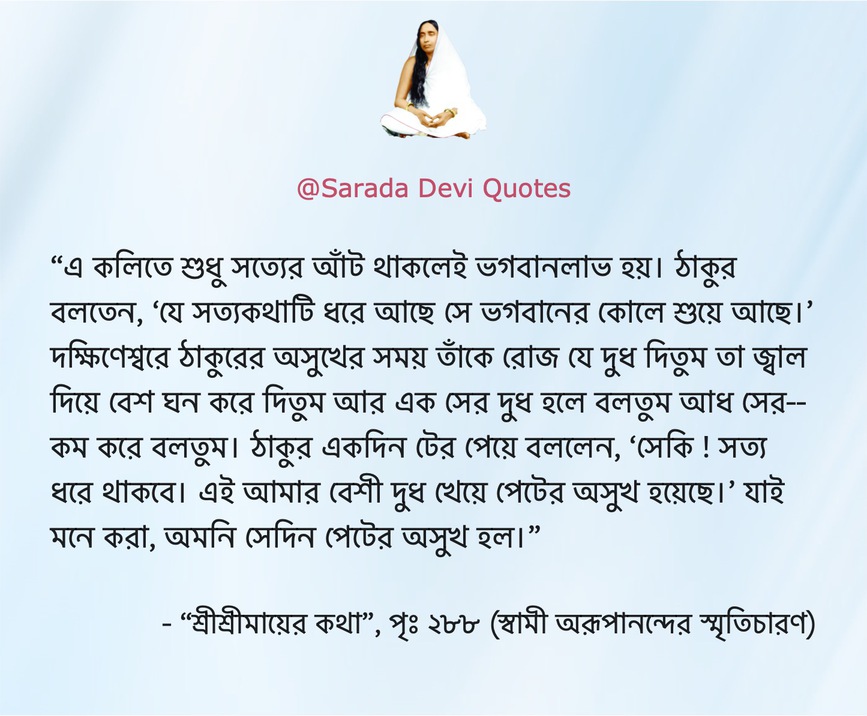 @Sarada Devi Quotes
“এ কলিতে শুধু সত্যের আঁট থাকলেই ভগবানলাভ হয়। ঠাকুর
বলতেন, ‘যে সত্যকথাটি ধরে আছে সে ভগবানের কোলে শুয়ে আছে।’
দক্ষিণেশ্বরে ঠাকুরের অসুখের সময় তাঁকে রোজ যে দুধ দিতুম তা জ্বাল
দিয়ে বেশ ঘন করে দিতুম আর এক সের দুধ হলে বলতুম আধ সের--
কম করে বলতুম। ঠাকুর একদিন টের পেয়ে বললেন, ‘সেকি ! সত্য
ধরে থাকবে। এই আমার বেশী দুধ খেয়ে পেটের অসুখ হয়েছে।’ যাই
মনে করা, অমনি সেদিন পেটের অসুখ হল।”
- “শ্রীশ্রীমায়ের কথা”, পৃঃ ২৮৮ (স্বামী অরূপানন্দের স্মৃতিচারণ)